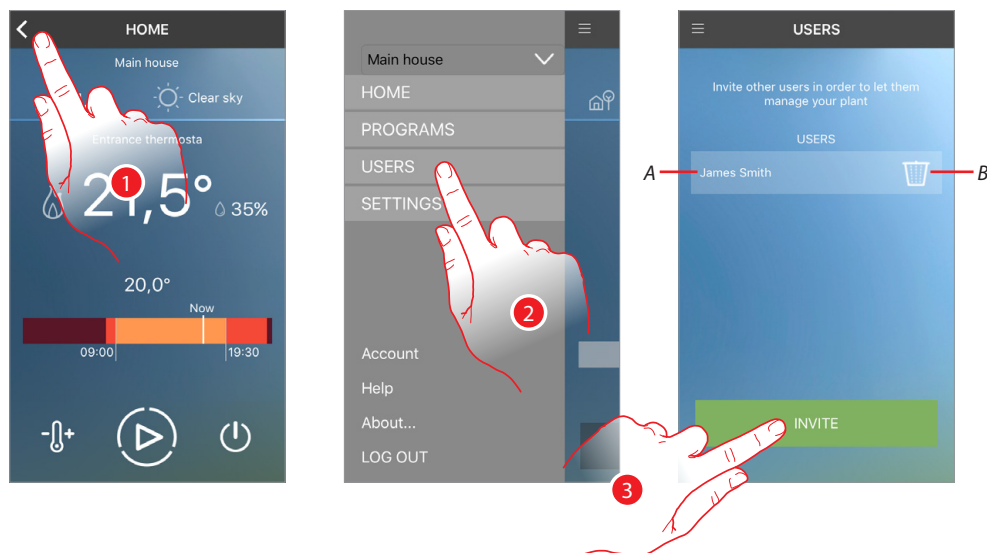 HOME
Main house
Clear sky
Entrance thermosta
21,5°
35%
20,0°
Now
09:00
19:30
1
Main house
HOME
PROGRAMS
USERS
SETTINGS
Account
Help
About...
LOG OUT
2
USERS
Invite other users in order to let them
manage your plant
USERS
A
James Smith
B
INVITE
3